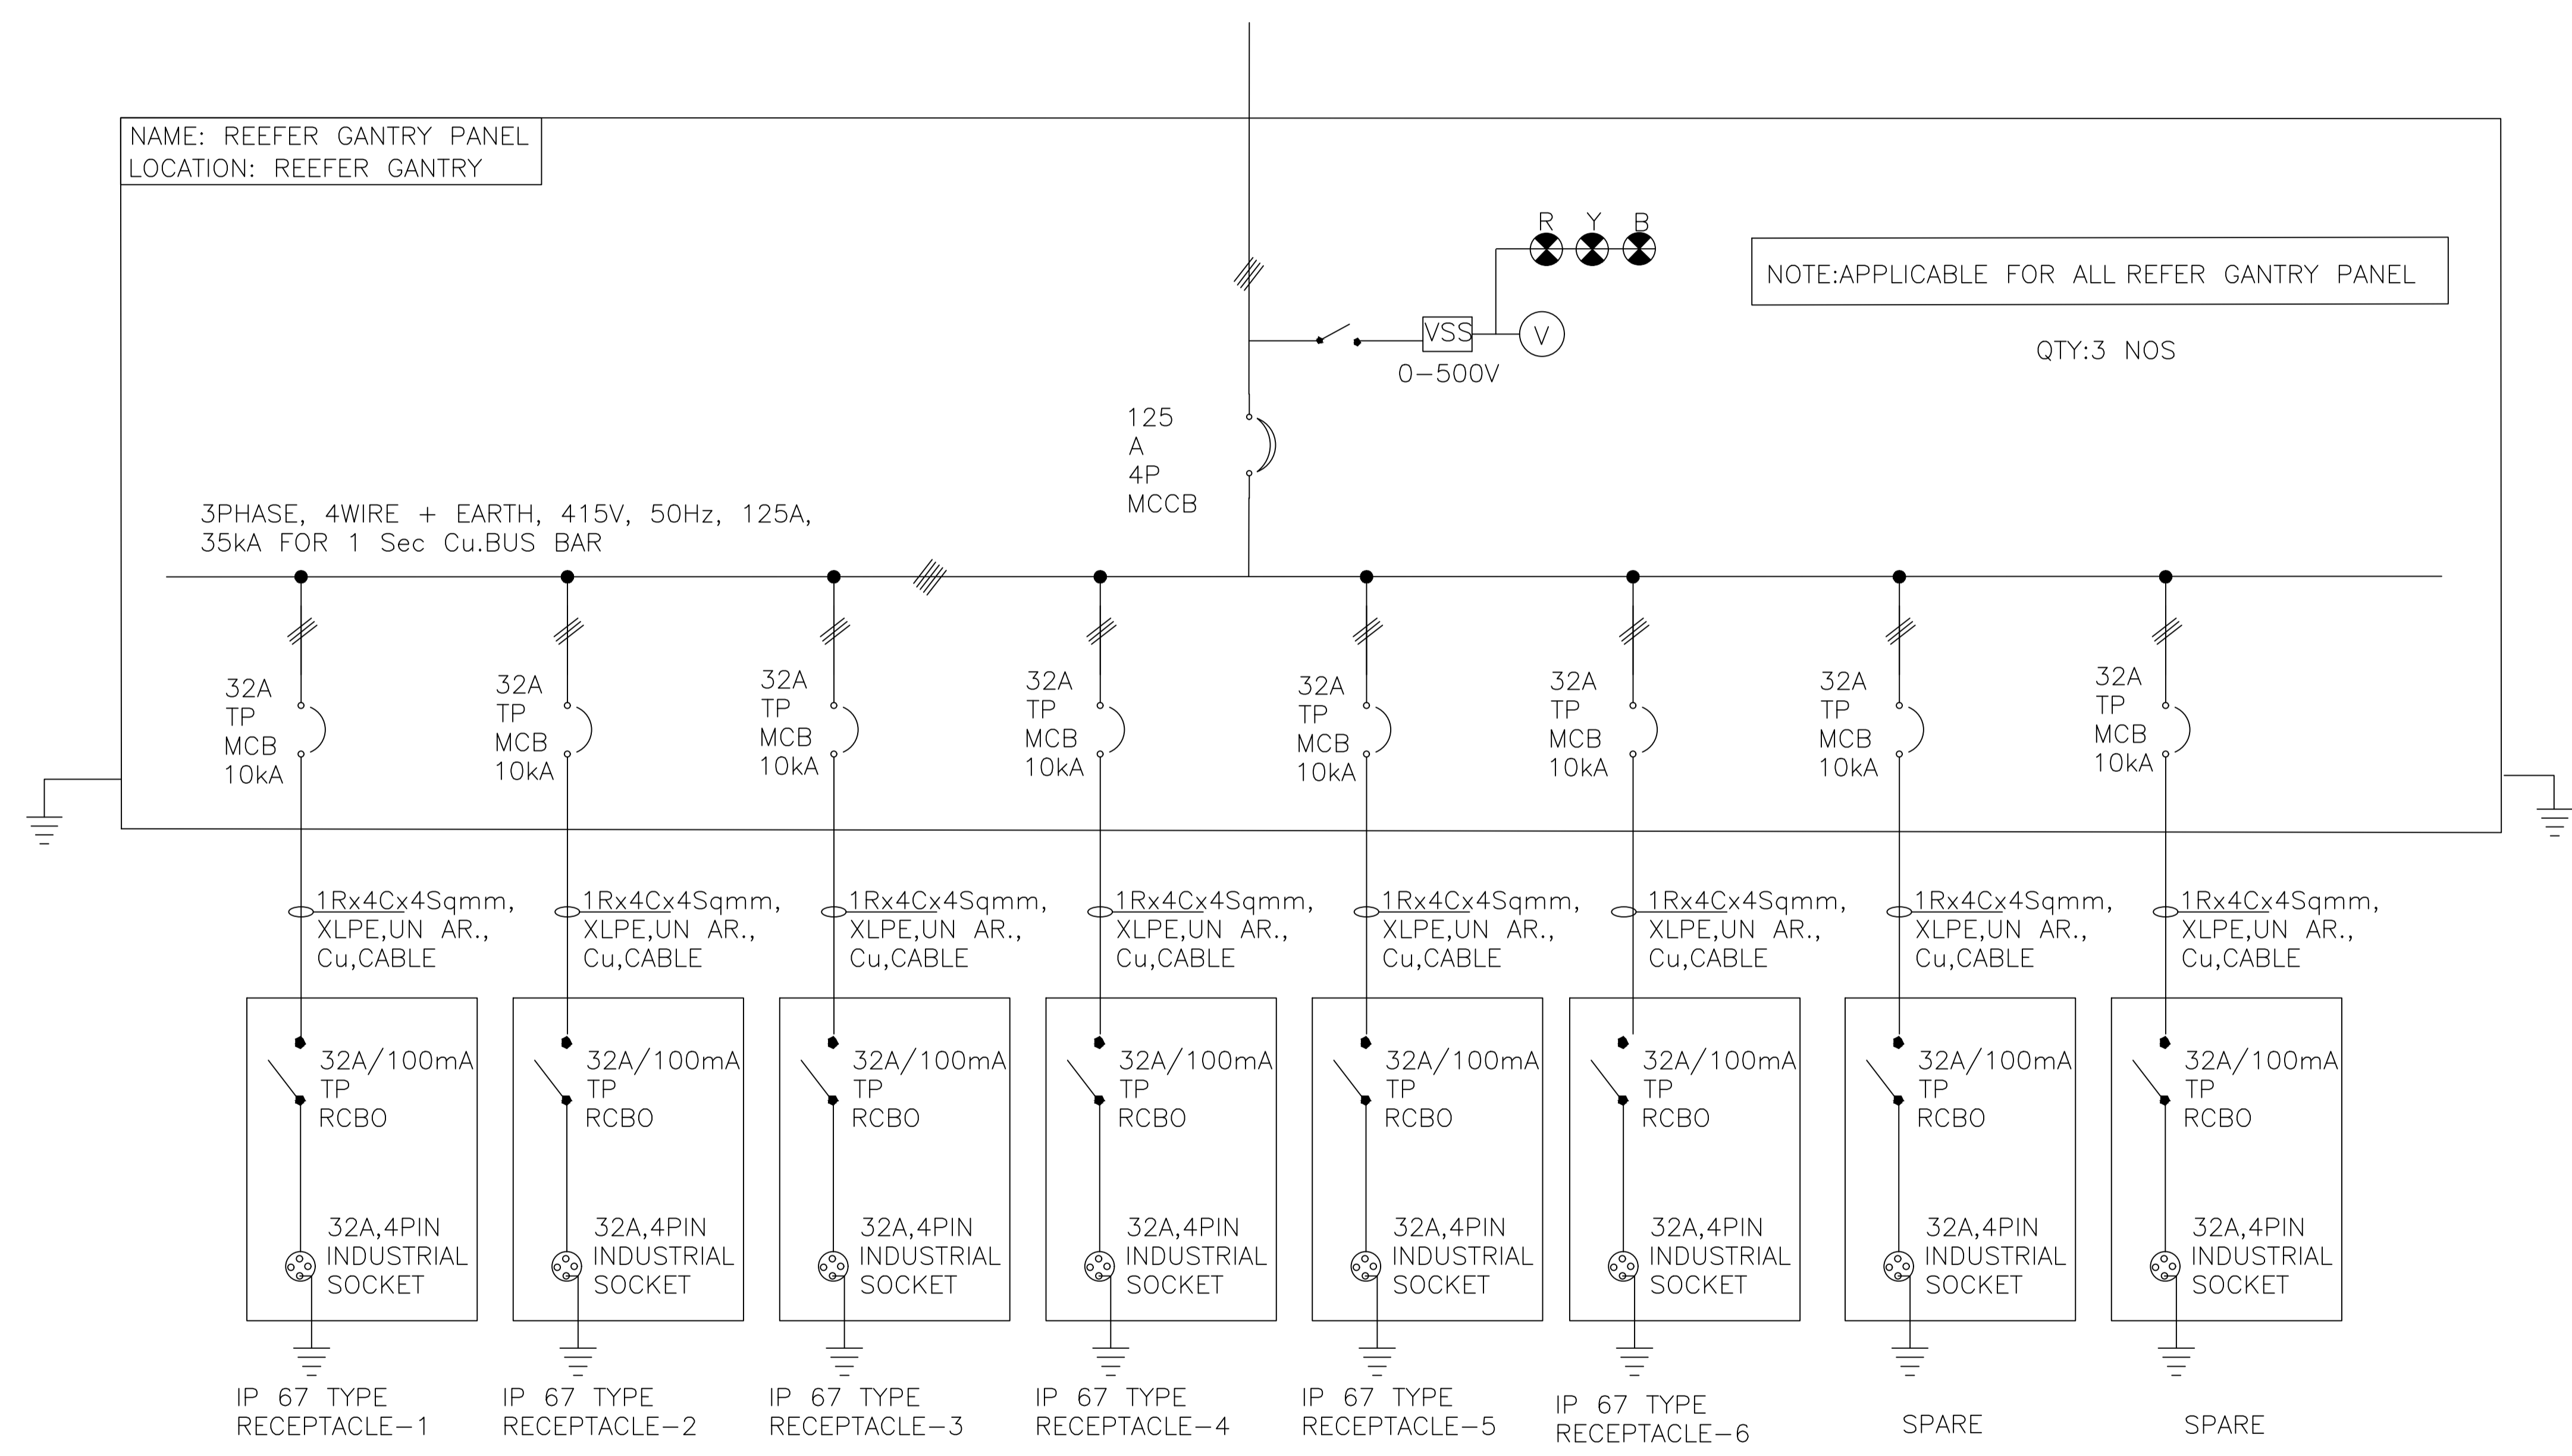 NAME: REEFER GANTRY PANEL
LOCATION: REEFER GANTRY
R Y B
NOTE:APPLICABLE FOR ALL REFER GANTRY PANEL
VSS
V
QTY:3 NOS
0-500V
125
A
4P
MCCB
3PHASE, 4WIRE + EARTH, 415V, 50Hz, 125A,
35kA FOR 1 Sec Cu.BUS BAR
32A
TP
MCB
10kA
32A
TP
MCB
10kA
32A
TP
MCB
10kA
32A
TP
MCB
10kA
32A
TP
MCB
10kA
32A
TP
MCB
10kA
32A
TP
MCB
10kA
32A
TP
MCB
10kA
1Rx4Cx4Sqmm,
XLPE,UN AR.,
Cu,CABLE
1Rx4Cx4Sqmm,
XLPE,UN AR.,
Cu,CABLE
1Rx4Cx4Sqmm,
XLPE,UN AR.,
Cu,CABLE
1Rx4Cx4Sqmm,
XLPE,UN AR.,
Cu,CABLE
1Rx4Cx4Sqmm,
XLPE,UN AR.,
Cu,CABLE
1Rx4Cx4Sqmm,
XLPE,UN AR.,
Cu,CABLE
1Rx4Cx4Sqmm,
XLPE,UN AR.,
Cu,CABLE
1Rx4Cx4Sqmm,
XLPE,UN AR.,
Cu,CABLE
32A/100mA
TP
RCBO
32A/100mA
TP
RCBO
32A/100mA
TP
RCBO
32A/100mA
TP
RCBO
32A/100mA
TP
RCBO
32A/100mA
TP
RCBO
32A/100mA
TP
RCBO
32A/100mA
TP
RCBO
32A,4PIN
INDUSTRIAL
SOCKET
32A,4PIN
INDUSTRIAL
SOCKET
32A,4PIN
INDUSTRIAL
SOCKET
32A,4PIN
INDUSTRIAL
SOCKET
32A,4PIN
INDUSTRIAL
SOCKET
32A,4PIN
INDUSTRIAL
SOCKET
32A,4PIN
INDUSTRIAL
SOCKET
32A,4PIN
INDUSTRIAL
SOCKET
IP 67 TYPE
RECEPTACLE-1
IP 67 TYPE
RECEPTACLE-2
IP 67 TYPE
RECEPTACLE-3
IP 67 TYPE
RECEPTACLE-4
IP 67 TYPE
RECEPTACLE-5
IP 67 TYPE
RECEPTACLE-6
SPARE
SPARE